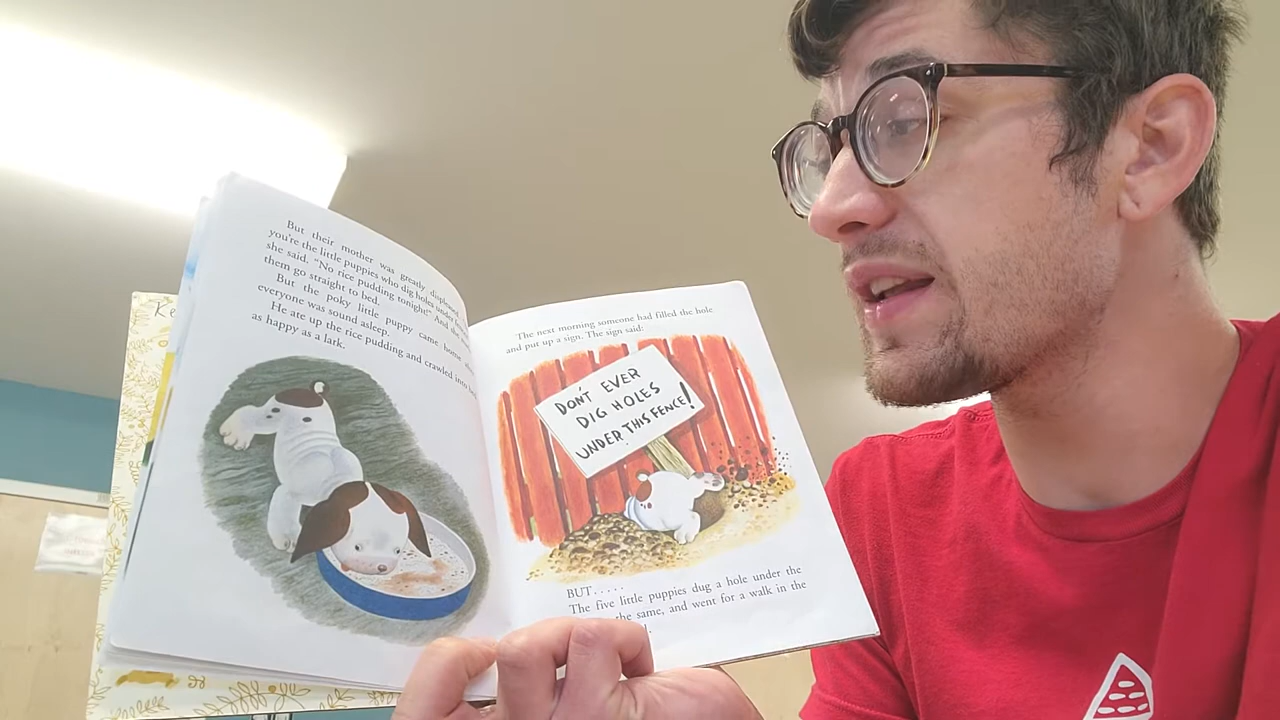 But their mother was greatly displeased.
you're the little puppies who dig holes under
she said. "No rice pudding tonight!" And she
them go straight to bed.
But the poky little puppy came home
everyone was sound asleep.
He ate up the rice pudding and crawled into
as happy as a lark.
The next morning someone had filled the hole
and put up a sign. The sign said:
DON'T EVER
DIG HOLES
UNDER THIS FENCE!
BUT.....
The five little puppies dug a hole under the
the same, and went for a walk in the